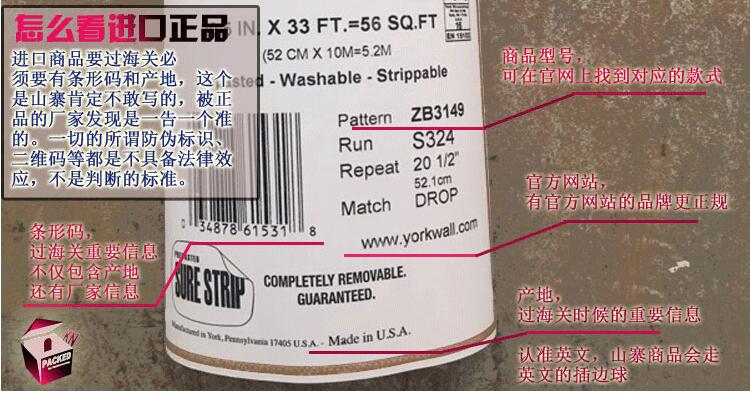 怎么看进口正品
进口商品要过海关必
须要有条形码和产地，这个
是山寨肯定不敢写的，被正
品的厂家发现是一告一个准
的。一切的所谓防伪标识、
二维码等都是不具备法律效
应，不是判断的标准。
IN. X 33 FT.=56 SQ.FT
(52 CM X 10M=5.2M
- Washable - Strippable
Pattern ZB3149
Run S324
Repeat 20 1/2"
52.1cm
Match DROP
0 34878 61531 8
www.yorkwall.com
SURE STRIP
COMPLETELY REMOVABLE.
GUARANTEED.
Manufactured in York, Pennsylvania 17405 U.S.A. - Made in U.S.A.
商品型号，
可在官网上找到对应的款式
官方网站，
有官方网站的品牌更正规
条形码，
过海关重要信息
不仅包含产地
还有厂家信息
产地，
过海关时候的重要信息
认准英文，山寨商品会走
英文的插边球
PACKED